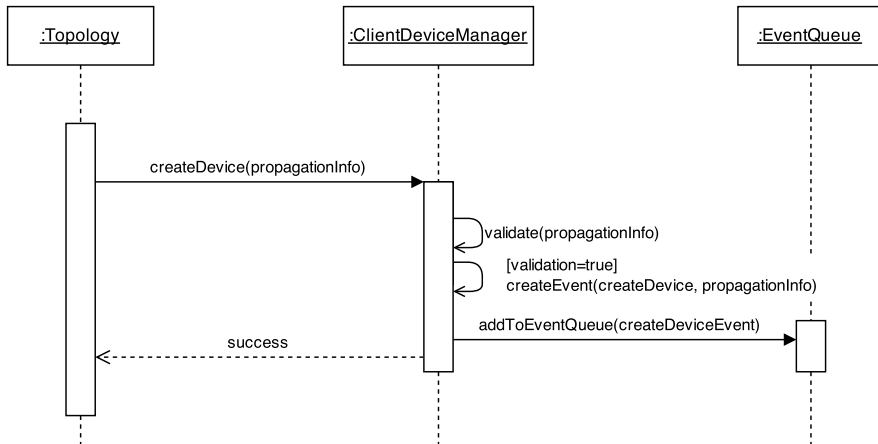 :Topology
:ClientDeviceManager
:EventQueue
createDevice(propagationInfo)
validate(propagationInfo)
[validation=true]
createEvent(createDevice, propagationInfo)
addToEventQueue(createDeviceEvent)
success